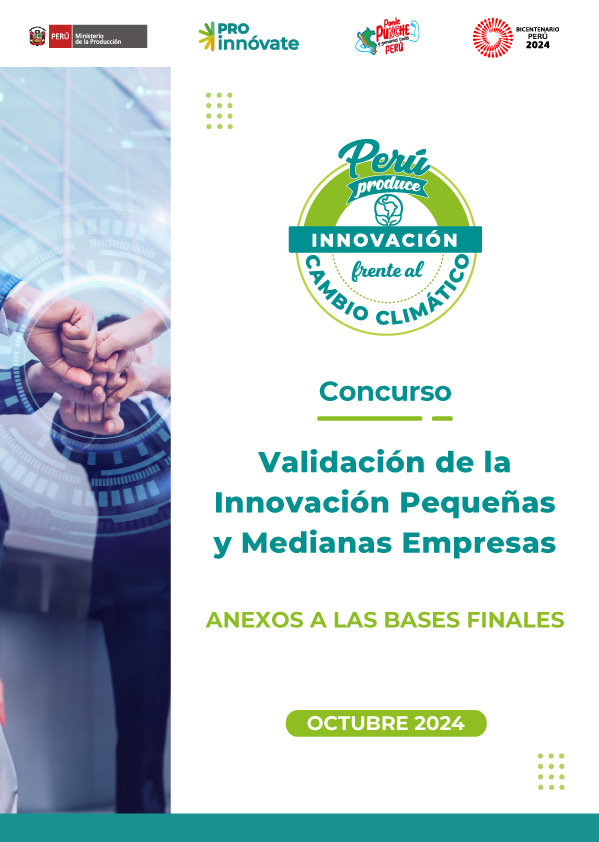 PERÚ
Ministerio
de la Producción
PRO
innóvate
Ponle
PUNCHE
PERÚ
BICENTENARIO
PERÚ
2024
Perú
produce
INNOVACIÓN
frente al
CAMBIO CLIMÁTICO
Concurso
Validación de la
Innovación Pequeñas
y Medianas Empresas
ANEXOS A LAS BASES FINALES
OCTUBRE 2024